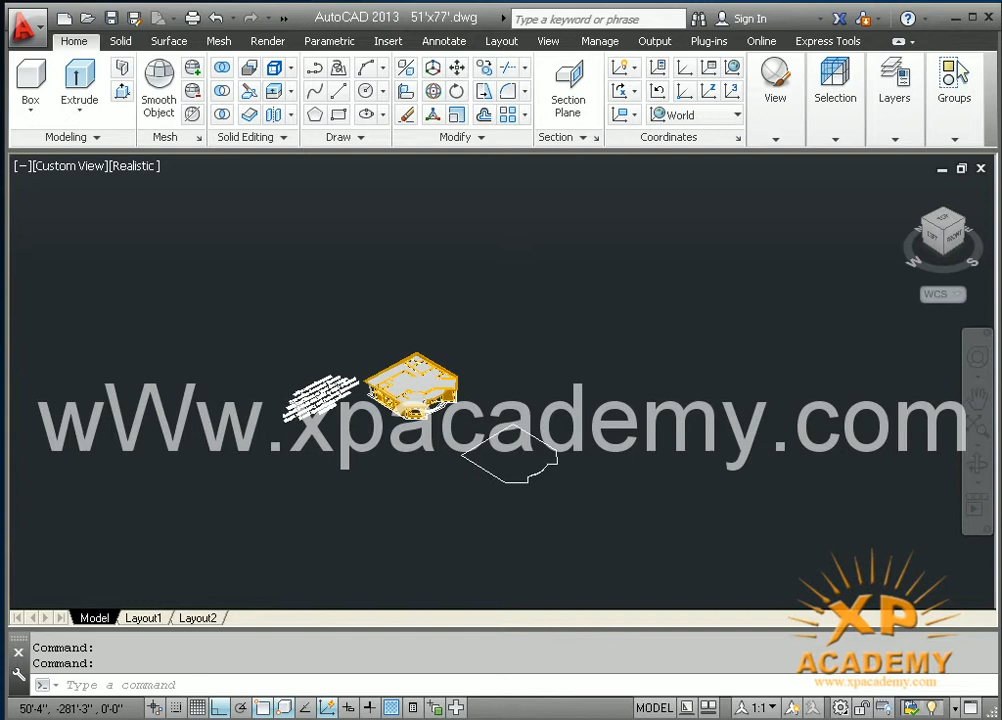 AutoCAD 2013 51'x77'.dwg
Type a keyword or phrase
Sign In
Home Solid Surface Mesh Render Parametric Insert Annotate Layout View Manage Output Plug-ins Online Express Tools
Box
Extrude
Smooth
Object
Section
Plane
World
View
Selection
Layers
Groups
Modeling
Mesh
Solid Editing
Draw
Modify
Section
Coordinates
[−][Custom View][Realistic]
TOP
LEFT
FRONT
W
S
WCS
wWw.xpacademy.com
Model Layout1 Layout2
XP
ACADEMY
www.xpacademy.com
Command:
Command:
Type a command
50'-4", -281'-3", 0'-0"
MODEL
1:1